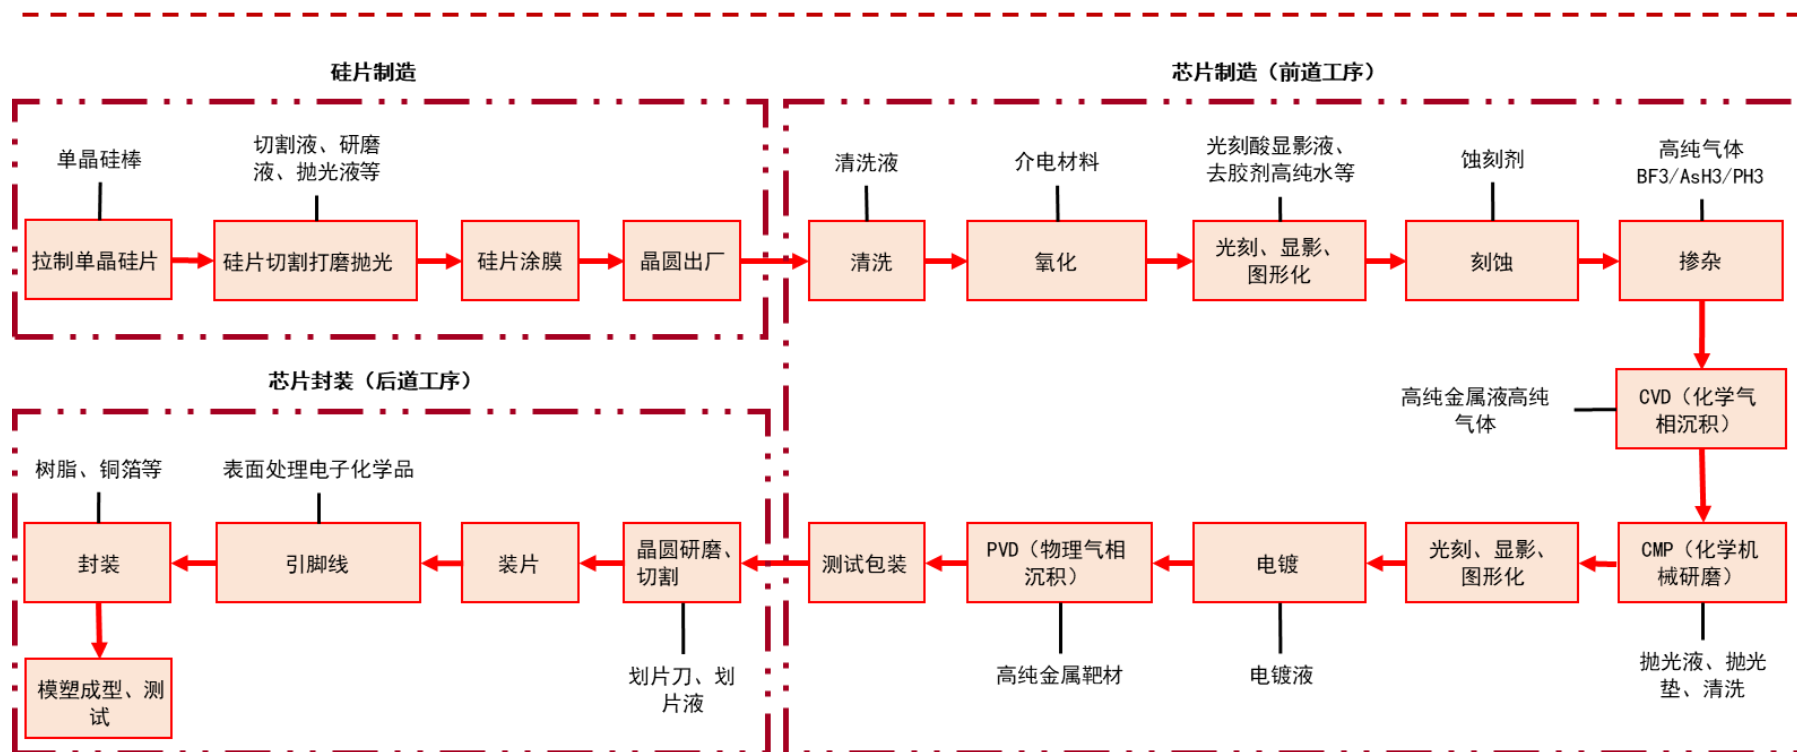 硅片制造
单晶硅棒
切割液、研磨
液、抛光液等
拉制单晶硅片
硅片切割打磨抛光
硅片涂膜
晶圆出厂
芯片制造（前道工序）
清洗液
介电材料
光刻酸显影液、
去胶剂高纯水等
蚀刻剂
高纯气体
BF3/AsH3/PH3
清洗
氧化
光刻、显影、
图形化
刻蚀
掺杂
高纯金属液高纯
气体
CVD（化学气
相沉积）
CMP（化学机
械研磨）
抛光液、抛光
垫、清洗
光刻、显影、
图形化
电镀
电镀液
PVD（物理气相
沉积）
高纯金属靶材
测试包装
芯片封装（后道工序）
树脂、铜箔等
表面处理电子化学品
晶圆研磨、
切割
划片刀、划
片液
装片
引脚线
封装
模塑成型、测
试